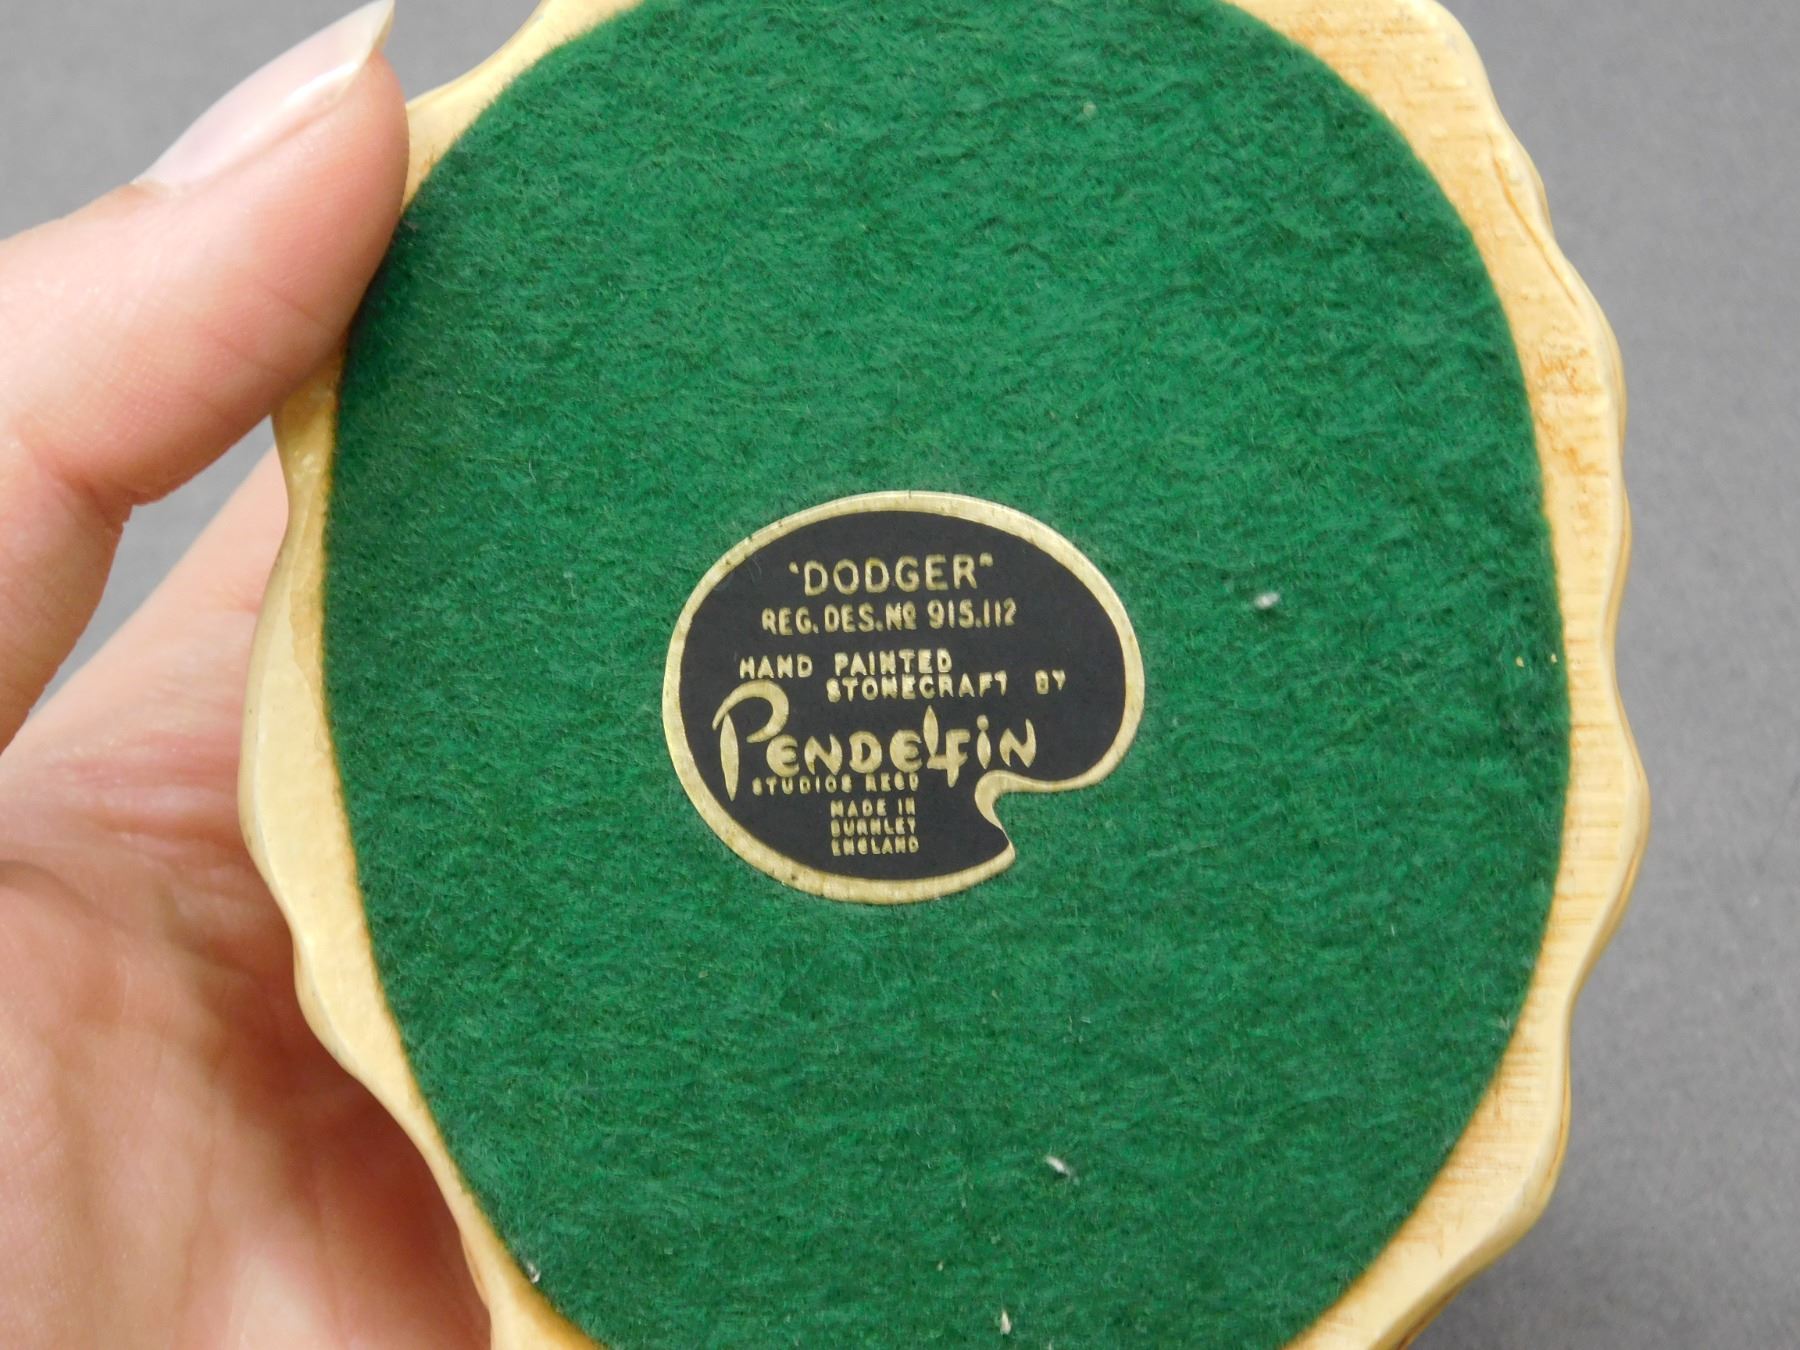 'DODGER"
REG. DES. Nº 915.112
HAND PAINTED
STONECRAFT BY
PENDELFIN
STUDIOS REGD
MADE IN
BURNLEY
ENGLAND